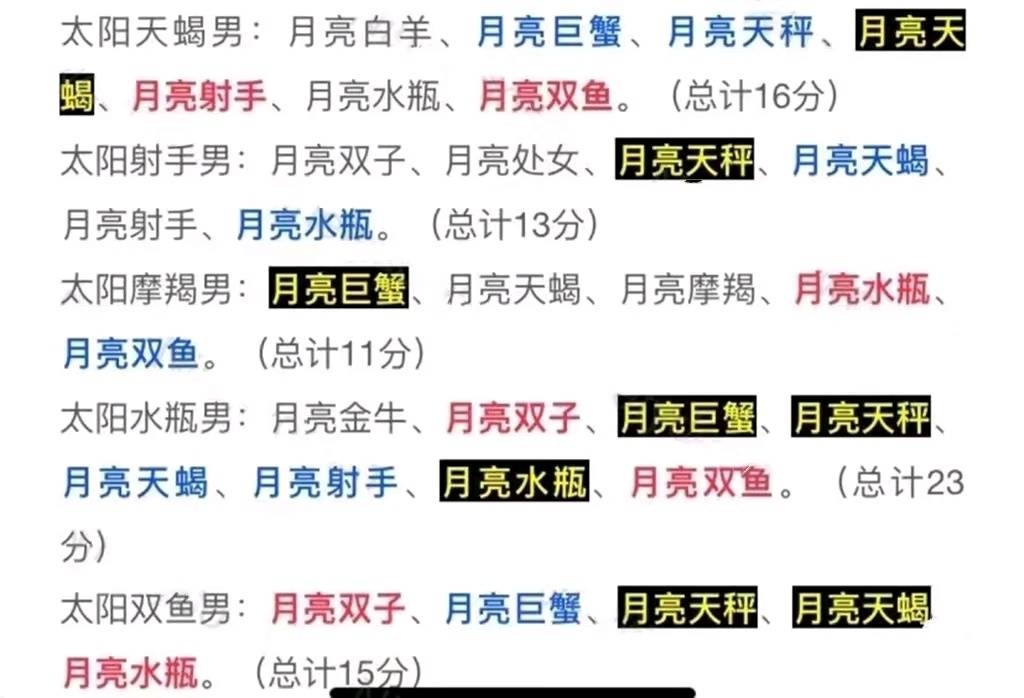 太阳天蝎男：月亮白羊、月亮巨蟹、月亮天秤、月亮天
蝎、月亮射手、月亮水瓶、月亮双鱼。（总计16分）
太阳射手男：月亮双子、月亮处女、月亮天秤、月亮天蝎、
月亮射手、月亮水瓶。（总计13分）
太阳摩羯男：月亮巨蟹、月亮天蝎、月亮摩羯、月亮水瓶、
月亮双鱼。（总计11分）
太阳水瓶男：月亮金牛、月亮双子、月亮巨蟹、月亮天秤、
月亮天蝎、月亮射手、月亮水瓶、月亮双鱼。（总计23
分）
太阳双鱼男：月亮双子、月亮巨蟹、月亮天秤、月亮天蝎
月亮水瓶。（总计15分）